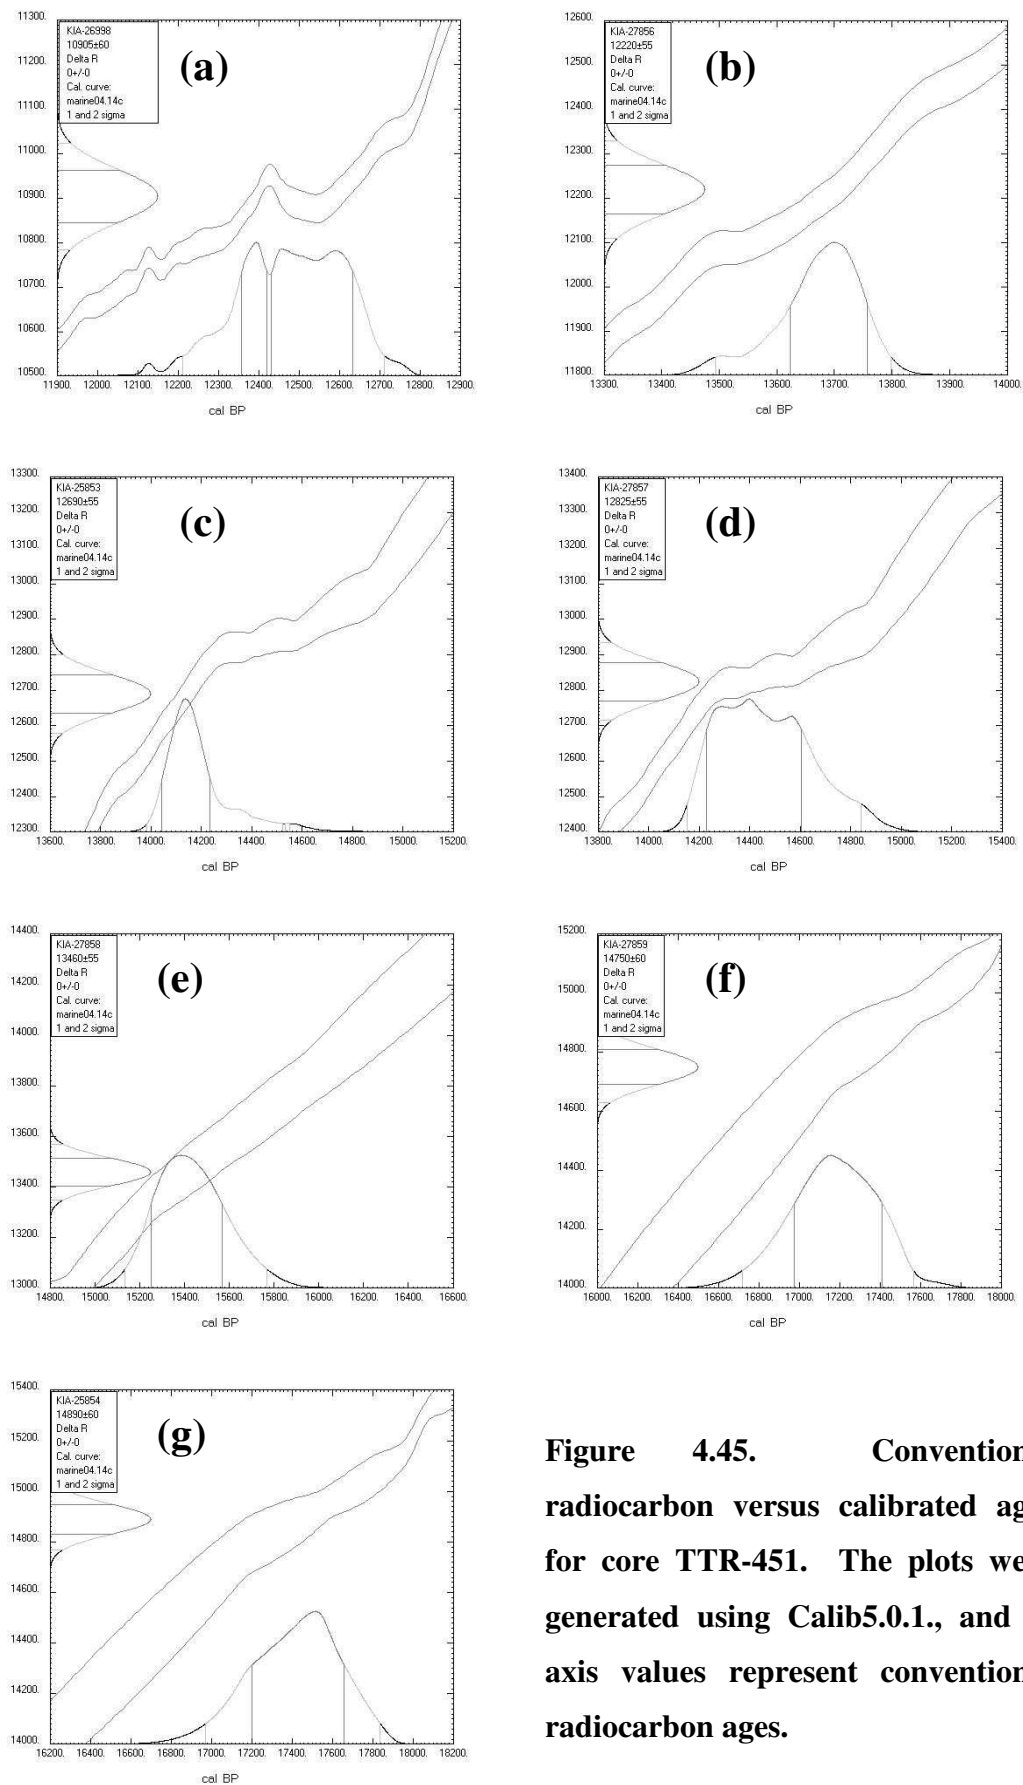 11300.
11200.
11100.
11000.
10900.
10800.
10700.
10600.
10500.
KIA-26998
10905±60
Delta R
0+/-0
Cal. curve:
marine04.14c
1 and 2 sigma
(a)
11900. 12000. 12100. 12200. 12300. 12400. 12500. 12600. 12700. 12800. 12900.
cal BP
12600.
12500.
12400.
12300.
12200.
12100.
12000.
11900.
11800.
KIA-27856
12220±55
Delta R
0+/-0
Cal. curve:
marine04.14c
1 and 2 sigma
(b)
13300. 13400. 13500. 13600. 13700. 13800. 13900. 14000.
cal BP
13300.
13200.
13100.
13000.
12900.
12800.
12700.
12600.
12500.
12400.
12300.
KIA-25853
12690±55
Delta R
0+/-0
Cal. curve:
marine04.14c
1 and 2 sigma
(c)
13600. 13800. 14000. 14200. 14400. 14600. 14800. 15000. 15200.
cal BP
13400.
13300.
13200.
13100.
13000.
12900.
12800.
12700.
12600.
12500.
12400.
KIA-27857
12825±55
Delta R
0+/-0
Cal. curve:
marine04.14c
1 and 2 sigma
(d)
13800. 14000. 14200. 14400. 14600. 14800. 15000. 15200. 15400.
cal BP
14400.
14200.
14000.
13800.
13600.
13400.
13200.
13000.
KIA-27858
13460±55
Delta R
0+/-0
Cal. curve:
marine04.14c
1 and 2 sigma
(e)
14800. 15000. 15200. 15400. 15600. 15800. 16000. 16200. 16400. 16600.
cal BP
15200.
15000.
14800.
14600.
14400.
14200.
14000.
KIA-27859
14750±60
Delta R
0+/-0
Cal. curve:
marine04.14c
1 and 2 sigma
(f)
16000. 16200. 16400. 16600. 16800. 17000. 17200. 17400. 17600. 17800. 18000.
cal BP
15400.
15200.
15000.
14800.
14600.
14400.
14200.
14000.
KIA-25854
14890±60
Delta R
0+/-0
Cal. curve:
marine04.14c
1 and 2 sigma
(g)
16200. 16400. 16600. 16800. 17000. 17200. 17400. 17600. 17800. 18000. 18200.
cal BP
Figure 4.45. Convention
radiocarbon versus calibrated ag
for core TTR-451. The plots we
generated using Calib5.0.1., and
axis values represent convention
radiocarbon ages.